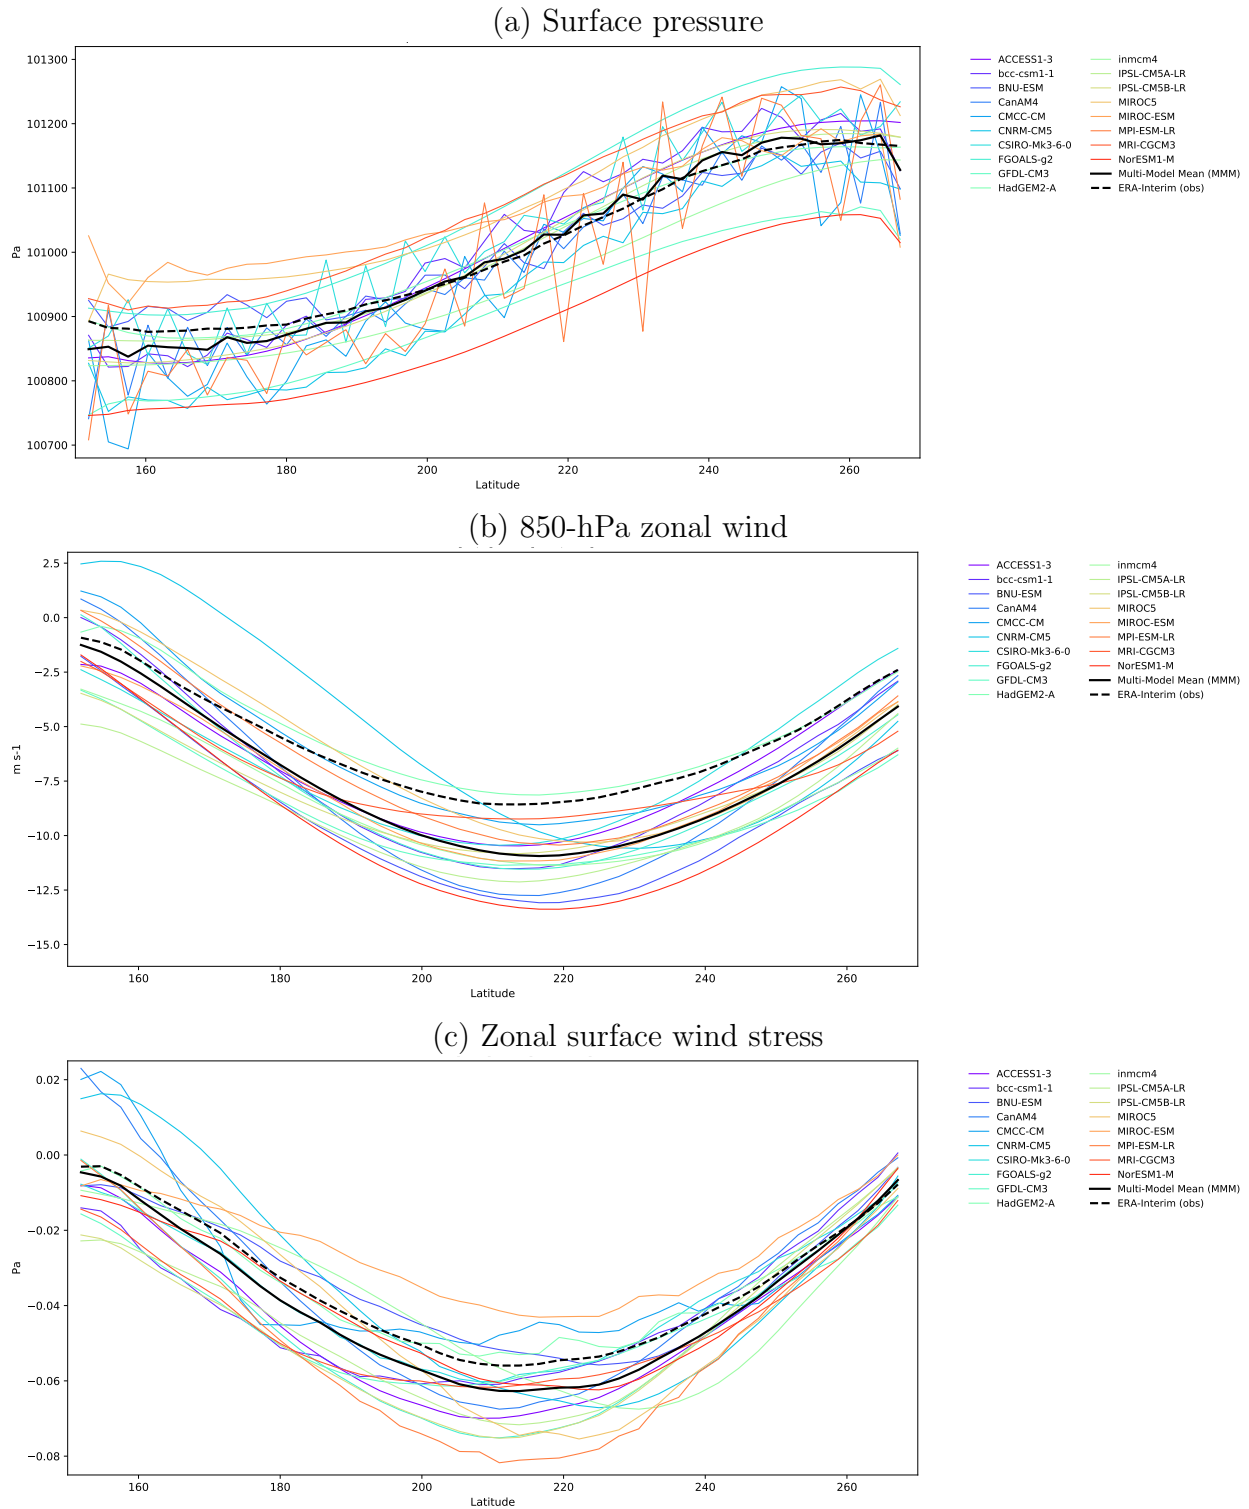 (a) Surface pressure
101300
101200
101100
101000
100900
100800
100700
Pa
160 180 200 220 240 260
Latitude
ACCESS1-3 inmcm4
bcc-csm1-1 IPSL-CM5A-LR
BNU-ESM IPSL-CM5B-LR
CanAM4 MIROC5
CMCC-CM MIROC-ESM
CNRM-CM5 MPI-ESM-LR
CSIRO-Mk3-6-0 MRI-CGCM3
FGOALS-g2 NorESM1-M
GFDL-CM3 Multi-Model Mean (MMM)
HadGEM2-A ERA-Interim (obs)
(b) 850-hPa zonal wind
2.5
0.0
−2.5
−5.0
−7.5
−10.0
−12.5
−15.0
m s-1
160 180 200 220 240 260
Latitude
ACCESS1-3 inmcm4
bcc-csm1-1 IPSL-CM5A-LR
BNU-ESM IPSL-CM5B-LR
CanAM4 MIROC5
CMCC-CM MIROC-ESM
CNRM-CM5 MPI-ESM-LR
CSIRO-Mk3-6-0 MRI-CGCM3
FGOALS-g2 NorESM1-M
GFDL-CM3 Multi-Model Mean (MMM)
HadGEM2-A ERA-Interim (obs)
(c) Zonal surface wind stress
0.02
0.00
−0.02
−0.04
−0.06
−0.08
Pa
160 180 200 220 240 260
Latitude
ACCESS1-3 inmcm4
bcc-csm1-1 IPSL-CM5A-LR
BNU-ESM IPSL-CM5B-LR
CanAM4 MIROC5
CMCC-CM MIROC-ESM
CNRM-CM5 MPI-ESM-LR
CSIRO-Mk3-6-0 MRI-CGCM3
FGOALS-g2 NorESM1-M
GFDL-CM3 Multi-Model Mean (MMM)
HadGEM2-A ERA-Interim (obs)